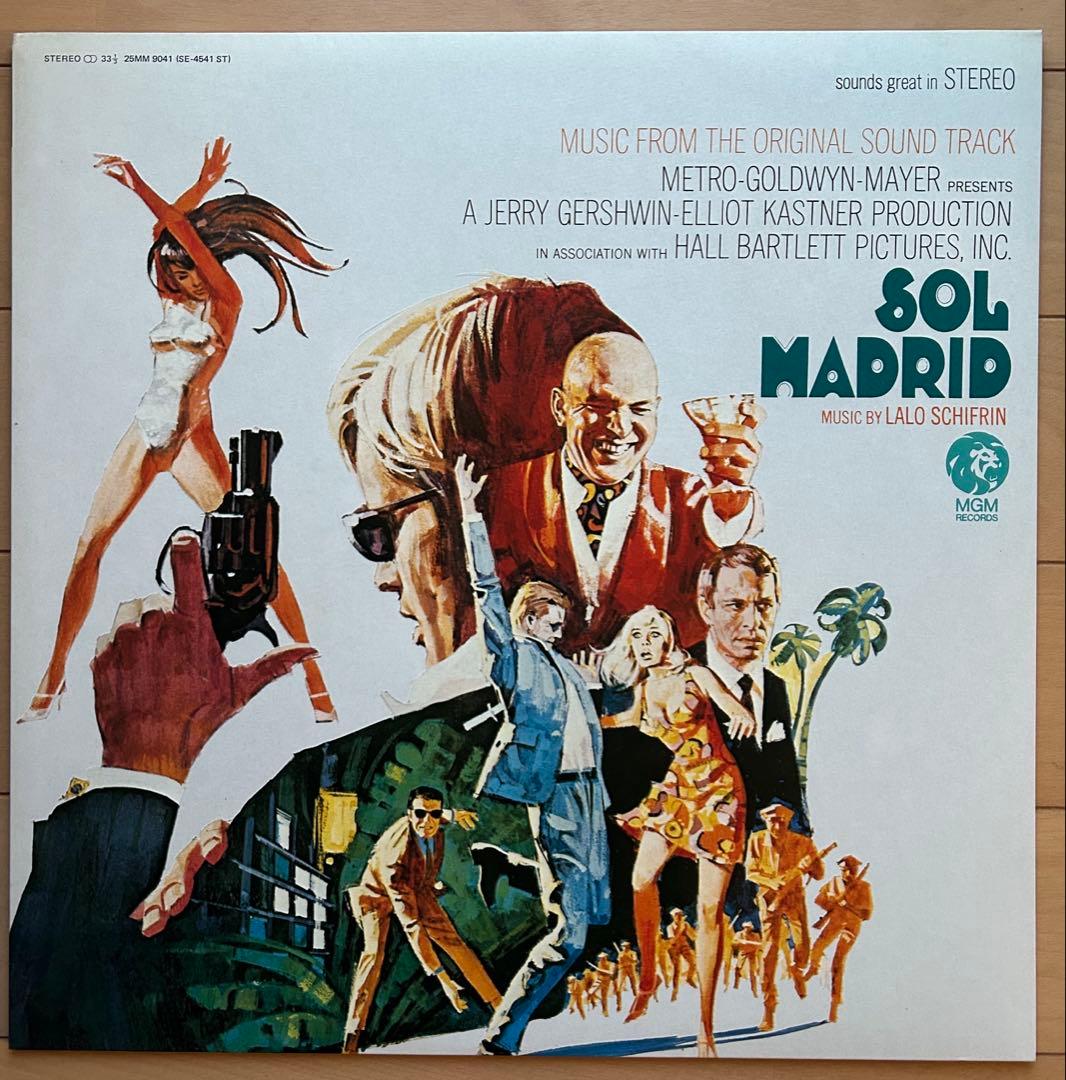 STEREO 33⅓ 25MM 9041 (SE-4541 ST)
sounds great in STEREO
MUSIC FROM THE ORIGINAL SOUND TRACK
METRO-GOLDWYN-MAYER PRESENTS
A JERRY GERSHWIN-ELLIOT KASTNER PRODUCTION
IN ASSOCIATION WITH HALL BARTLETT PICTURES, INC.
SOL
MADRID
MUSIC BY LALO SCHIFRIN
MGM
RECORDS